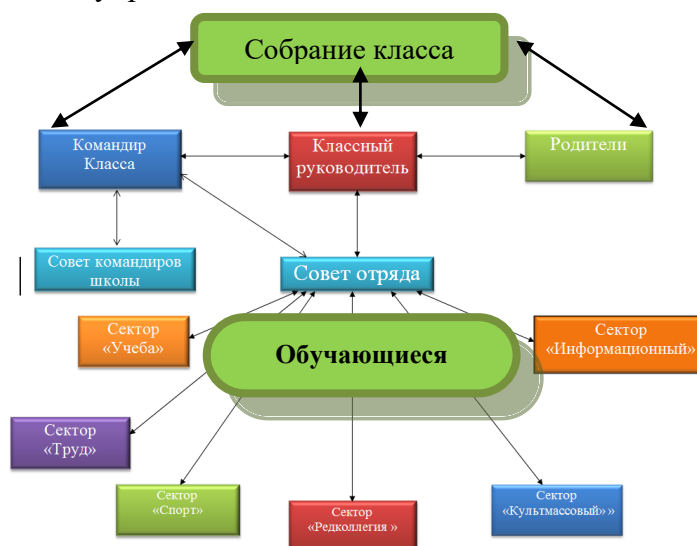 Собрание класса
Командир
Класса
Классный
руководитель
Родители
Совет командиров
школы
Совет отряда
Сектор
«Учеба»
Обучающиеся
Сектор
«Информационный»
Сектор
«Труд»
Сектор
«Спорт»
Сектор
«Редколлегия »
Сектор
«Культмассовый» »